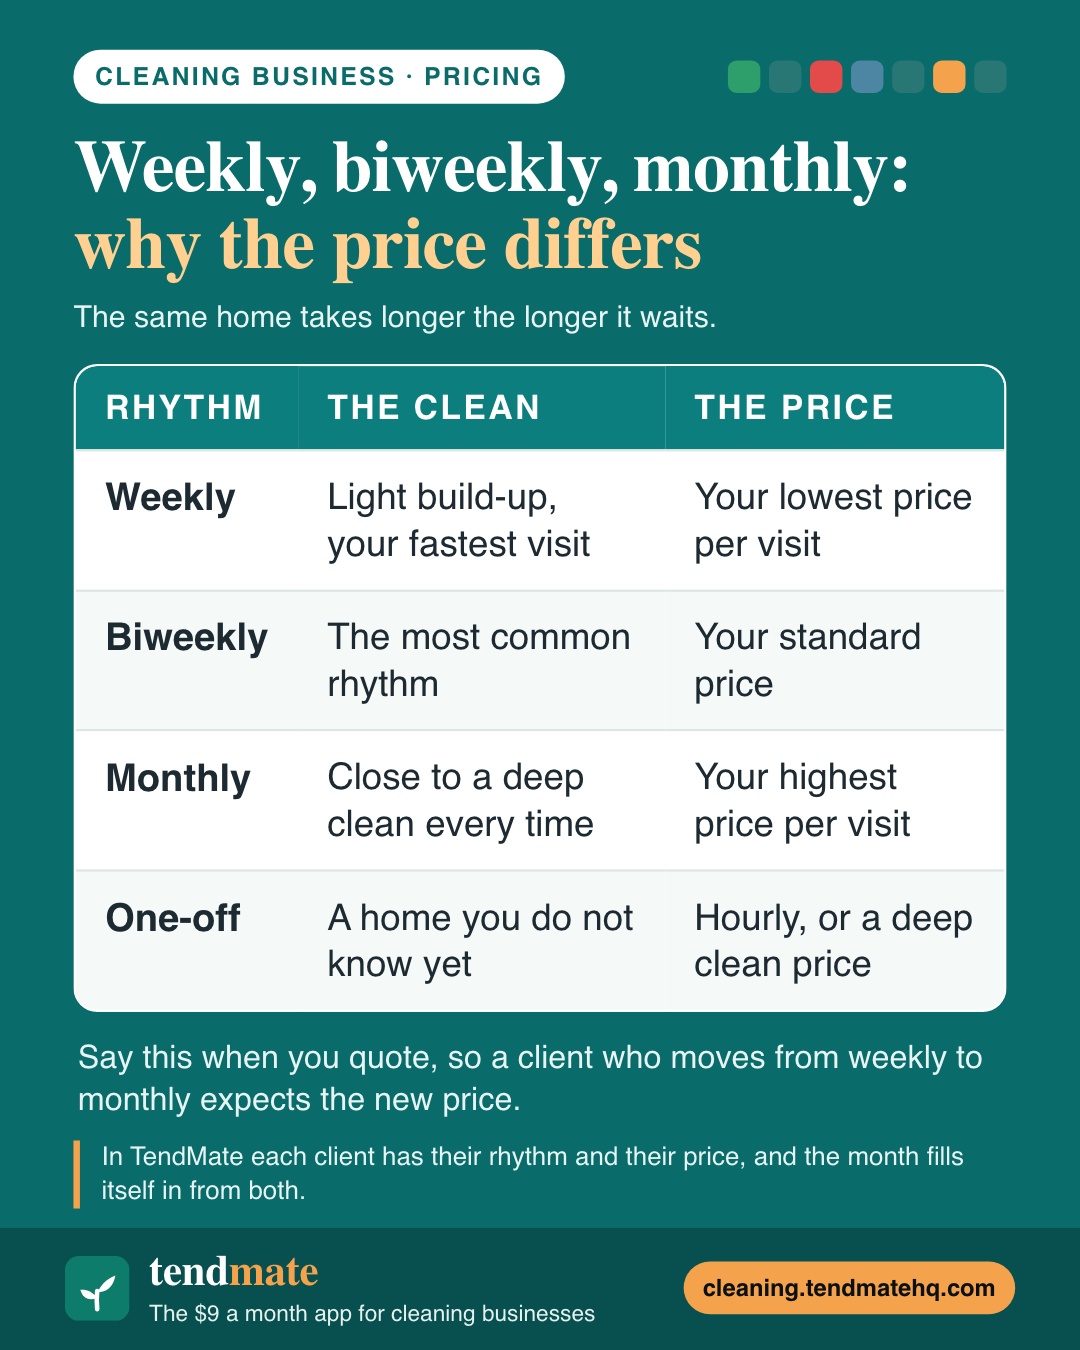 CLEANING BUSINESS · PRICING
Weekly, biweekly, monthly:
why the price differs
The same home takes longer the longer it waits.
RHYTHM THE CLEAN THE PRICE
Weekly Light build-up, Your lowest price
your fastest visit per visit
Biweekly The most common Your standard
rhythm price
Monthly Close to a deep Your highest
clean every time price per visit
One-off A home you do not Hourly, or a deep
know yet clean price
Say this when you quote, so a client who moves from weekly to
monthly expects the new price.
In TendMate each client has their rhythm and their price, and the month fills
itself in from both.
tendmate
The $9 a month app for cleaning businesses
cleaning.tendmatehq.com